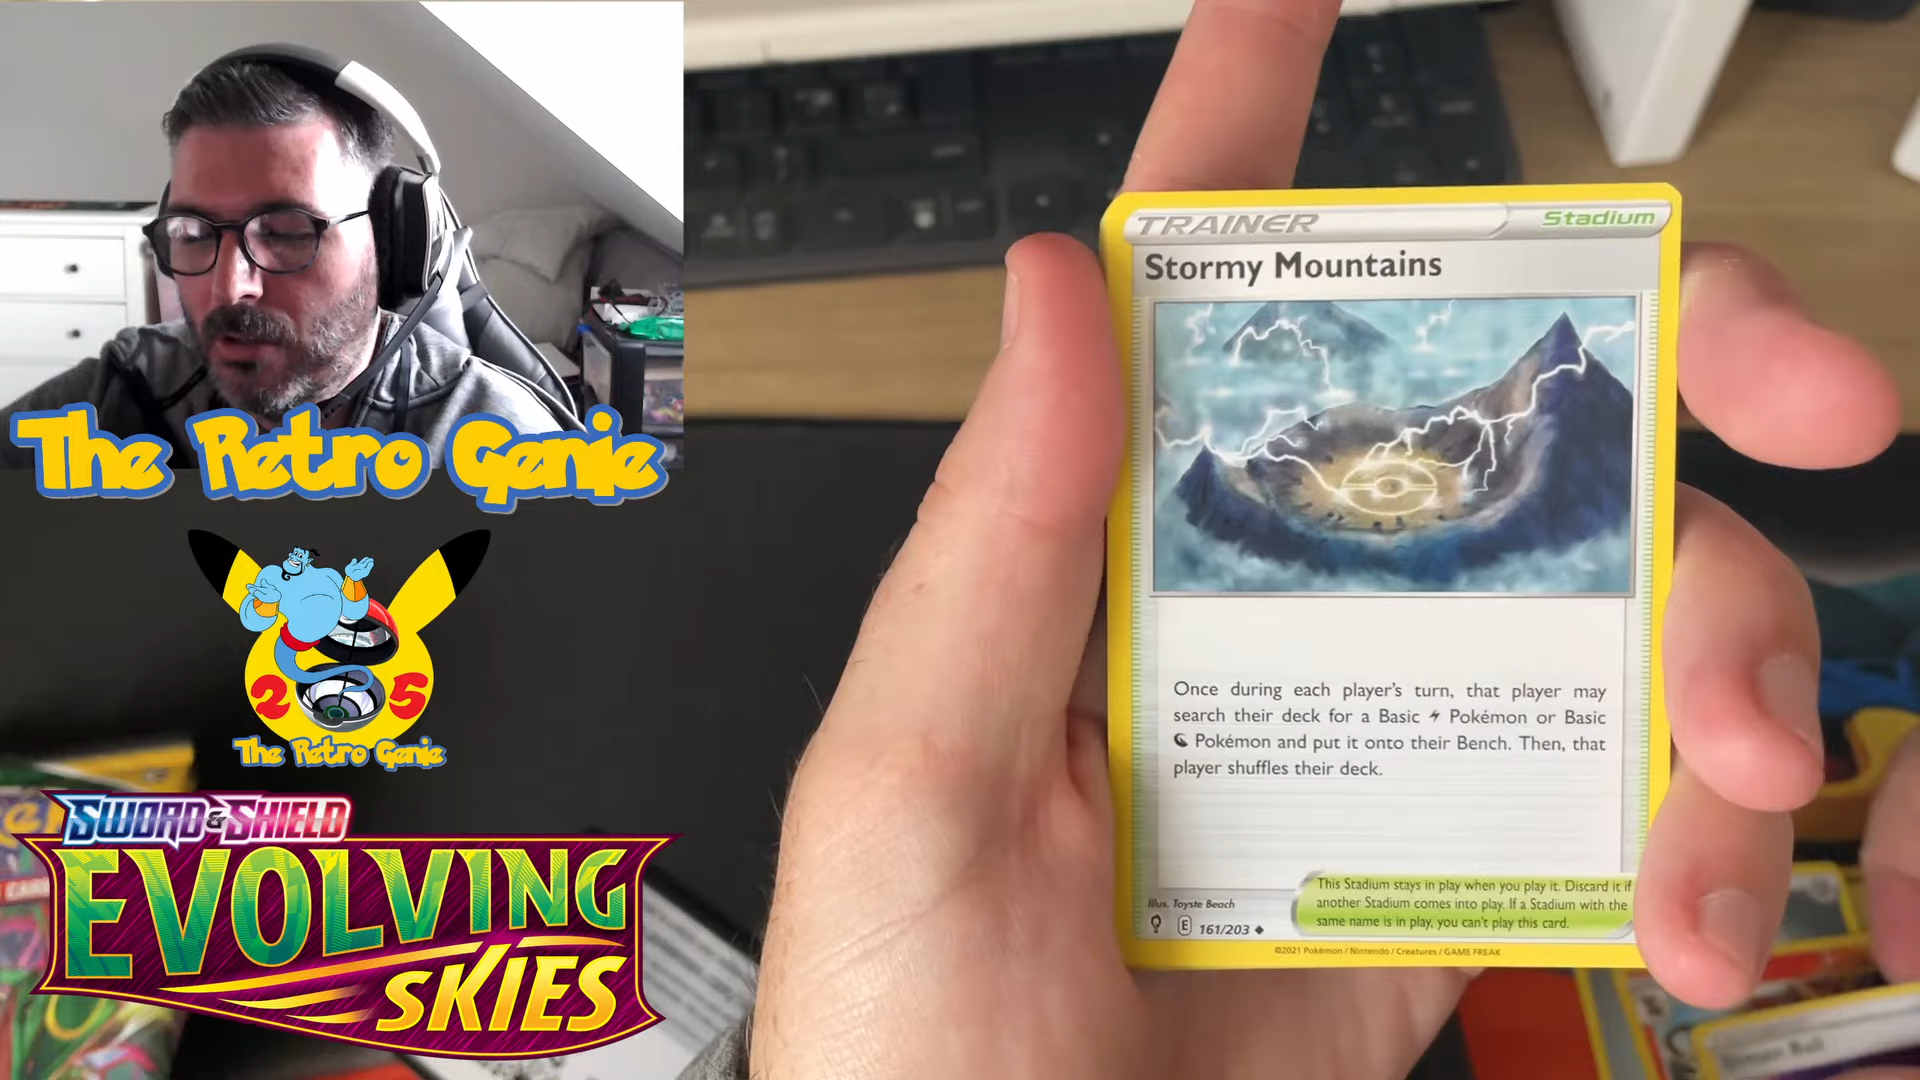 The Retro Genie
25
The Retro Genie
SWORD & SHIELD
EVOLVING
SKIES
TRAINER
Stadium
Stormy Mountains
Once during each player's turn, that player may
search their deck for a Basic Pokémon or Basic
Pokémon and put it onto their Bench. Then, that
player shuffles their deck.
This Stadium stays in play when you play it. Discard it if
another Stadium comes into play. If a Stadium with the
same name is in play, you can't play this card.
Illus. Toyste Beach
E 161/203
©2021 Pokémon / Nintendo / Creatures / GAME FREAK